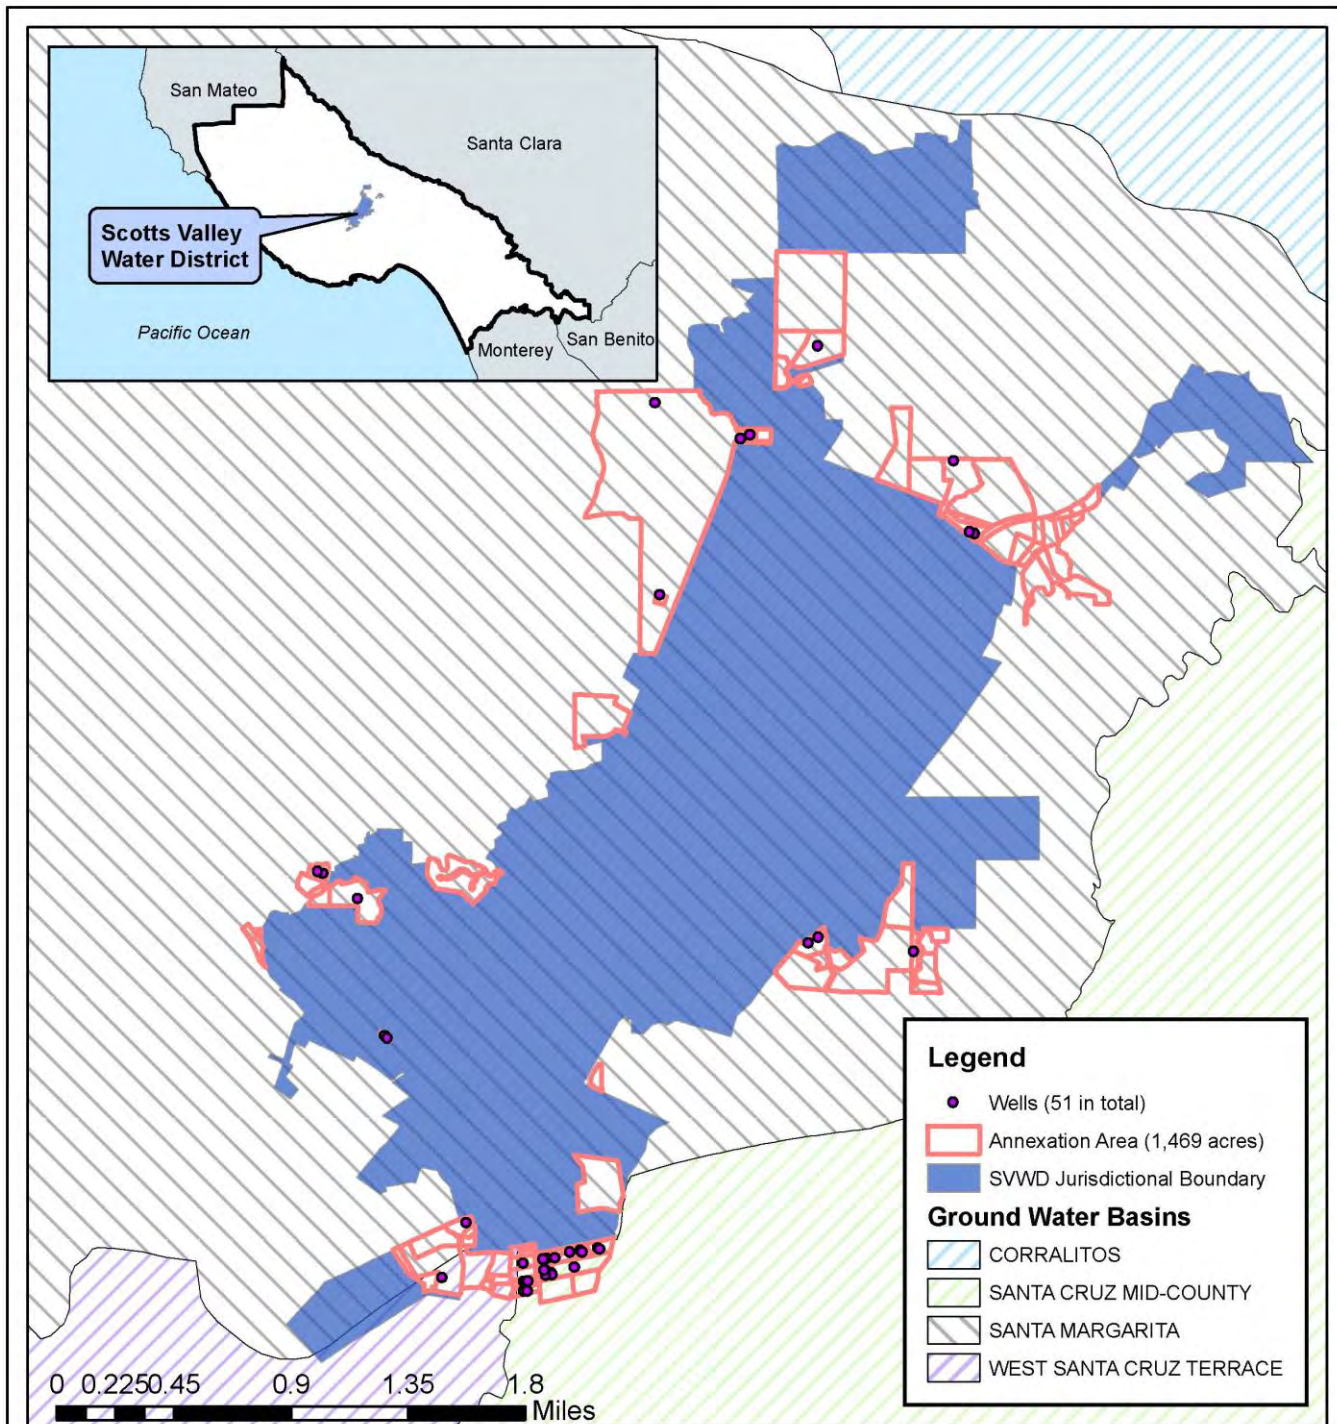 San Mateo
Santa Clara
Scotts Valley
Water District
Pacific Ocean
Monterey
San Benito
Legend
Wells (51 in total)
Annexation Area (1,469 acres)
SVWD Jurisdictional Boundary
Ground Water Basins
CORRALITOS
SANTA CRUZ MID-COUNTY
SANTA MARGARITA
WEST SANTA CRUZ TERRACE
0 0.225 0.45 0.9 1.35 1.8
Miles